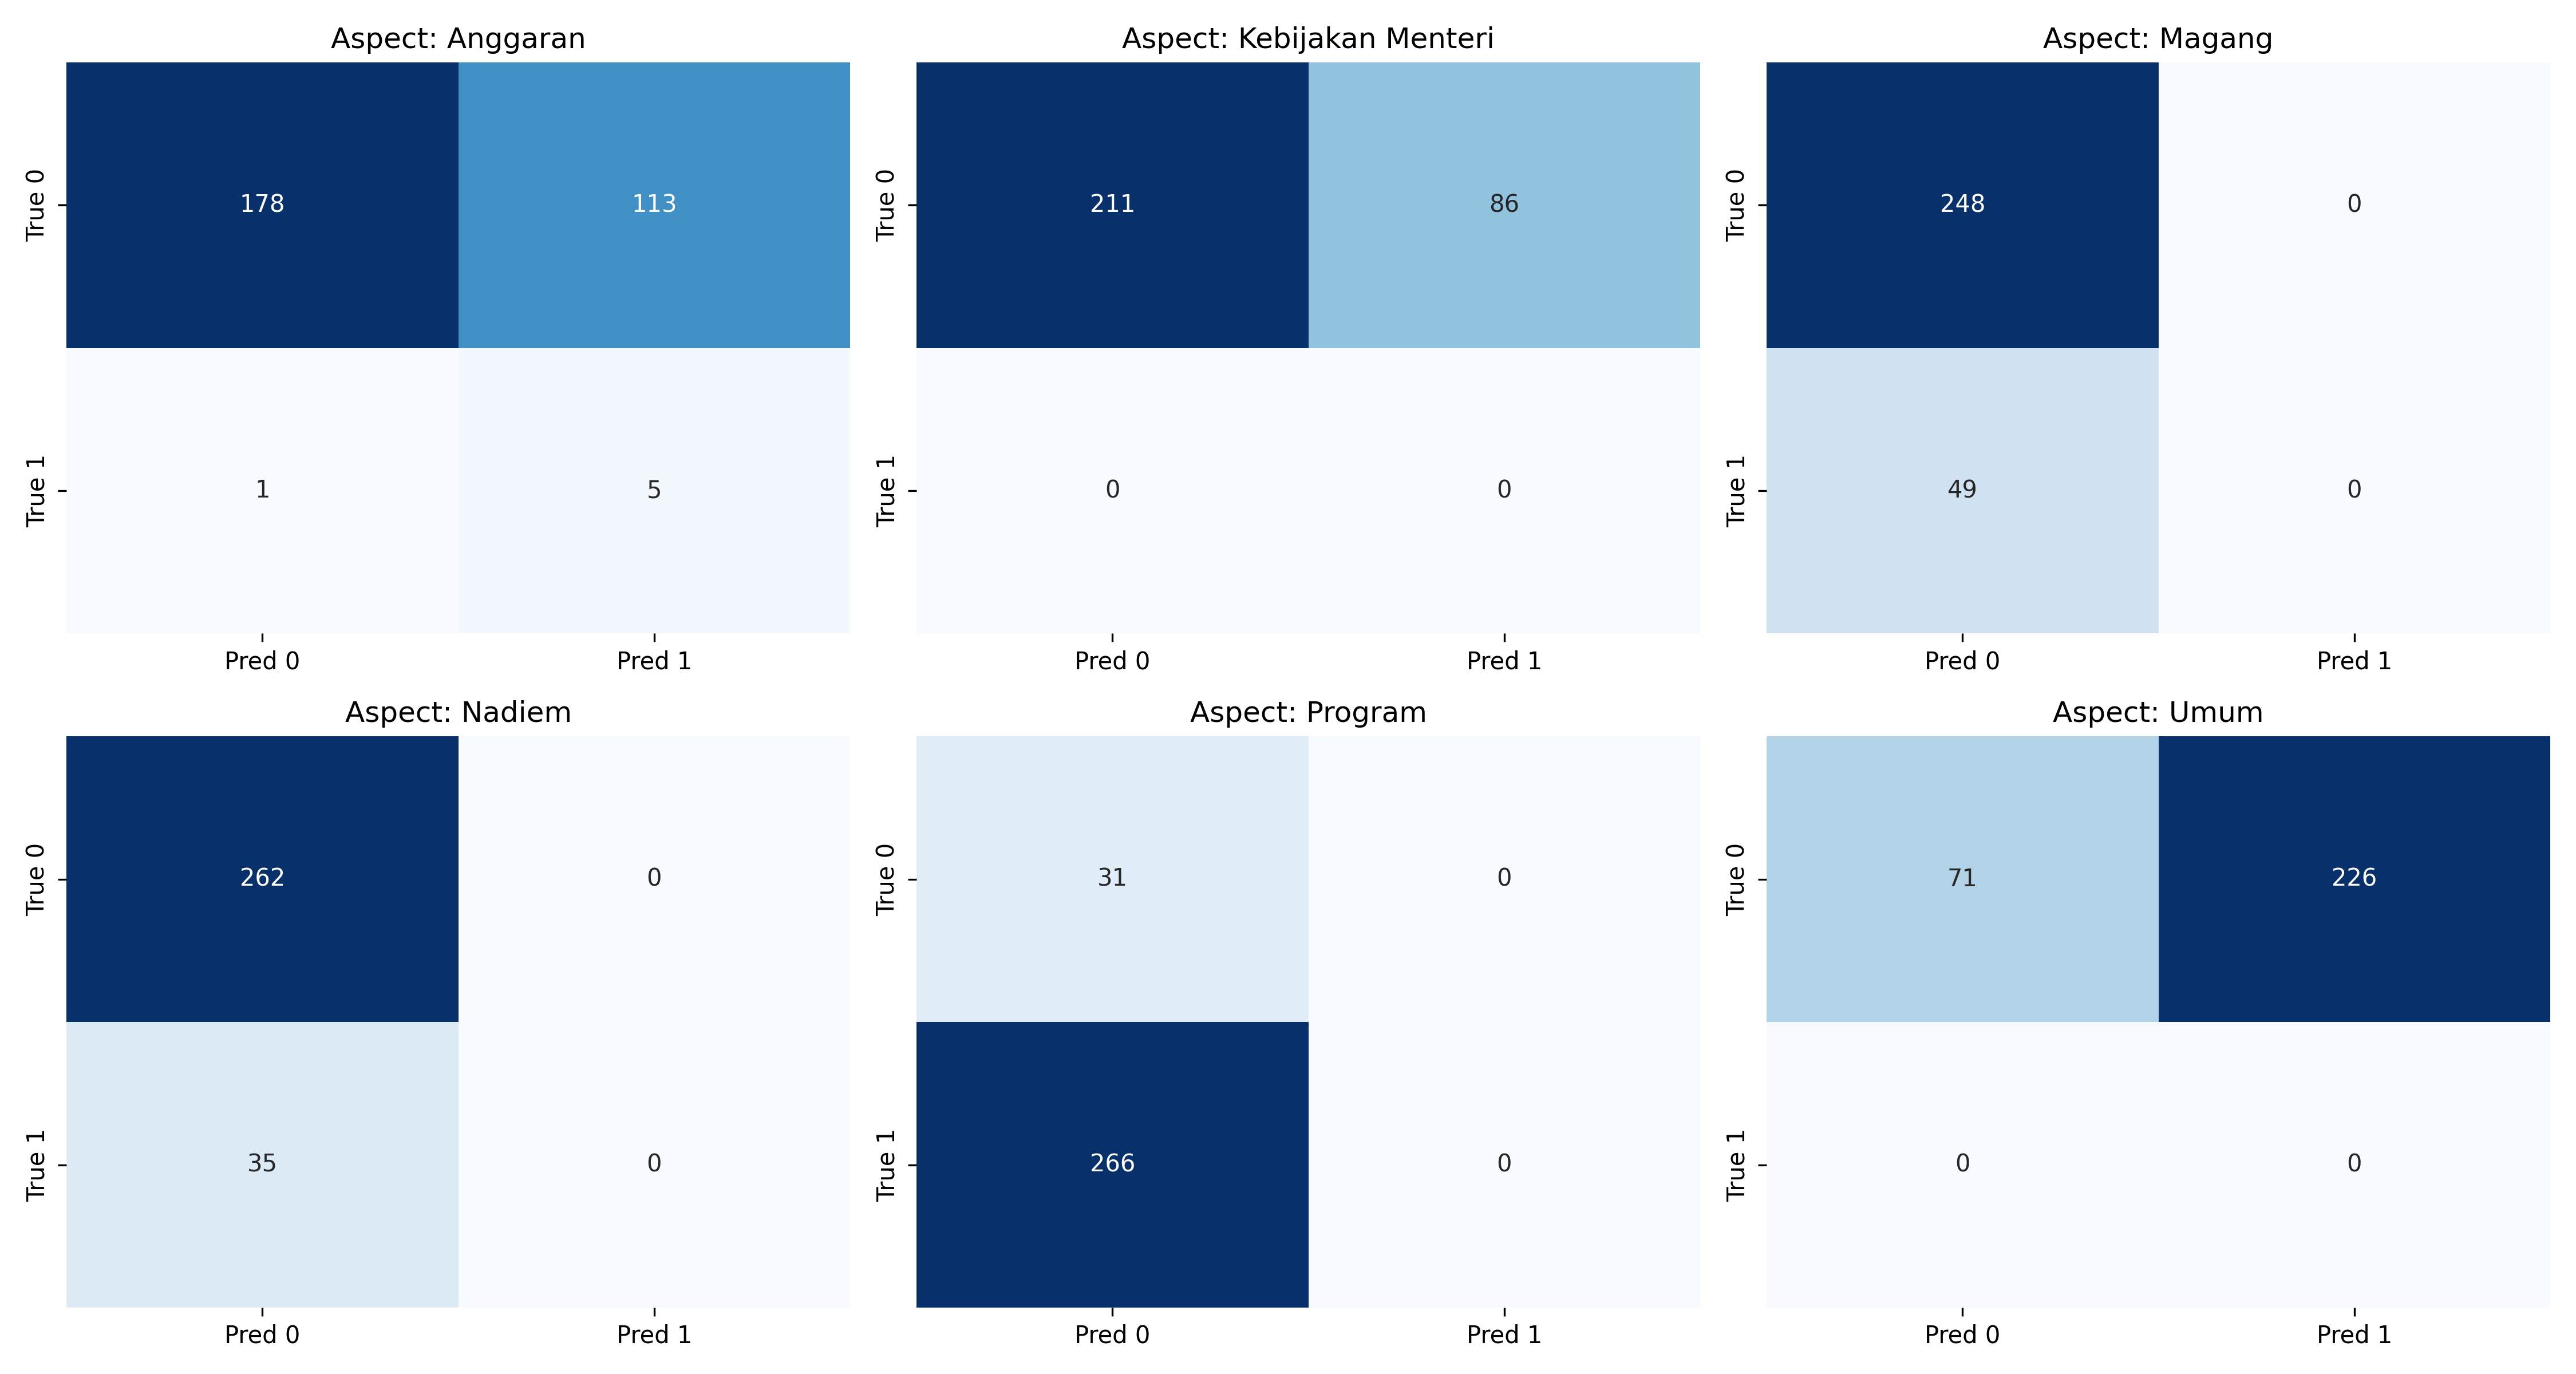 Aspect: Anggaran
True 0
178
113
True 1
1
5
Pred 0
Pred 1
Aspect: Kebijakan Menteri
True 0
211
86
True 1
0
0
Pred 0
Pred 1
Aspect: Magang
True 0
248
0
True 1
49
0
Pred 0
Pred 1
Aspect: Nadiem
True 0
262
0
True 1
35
0
Pred 0
Pred 1
Aspect: Program
True 0
31
0
True 1
266
0
Pred 0
Pred 1
Aspect: Umum
True 0
71
226
True 1
0
0
Pred 0
Pred 1